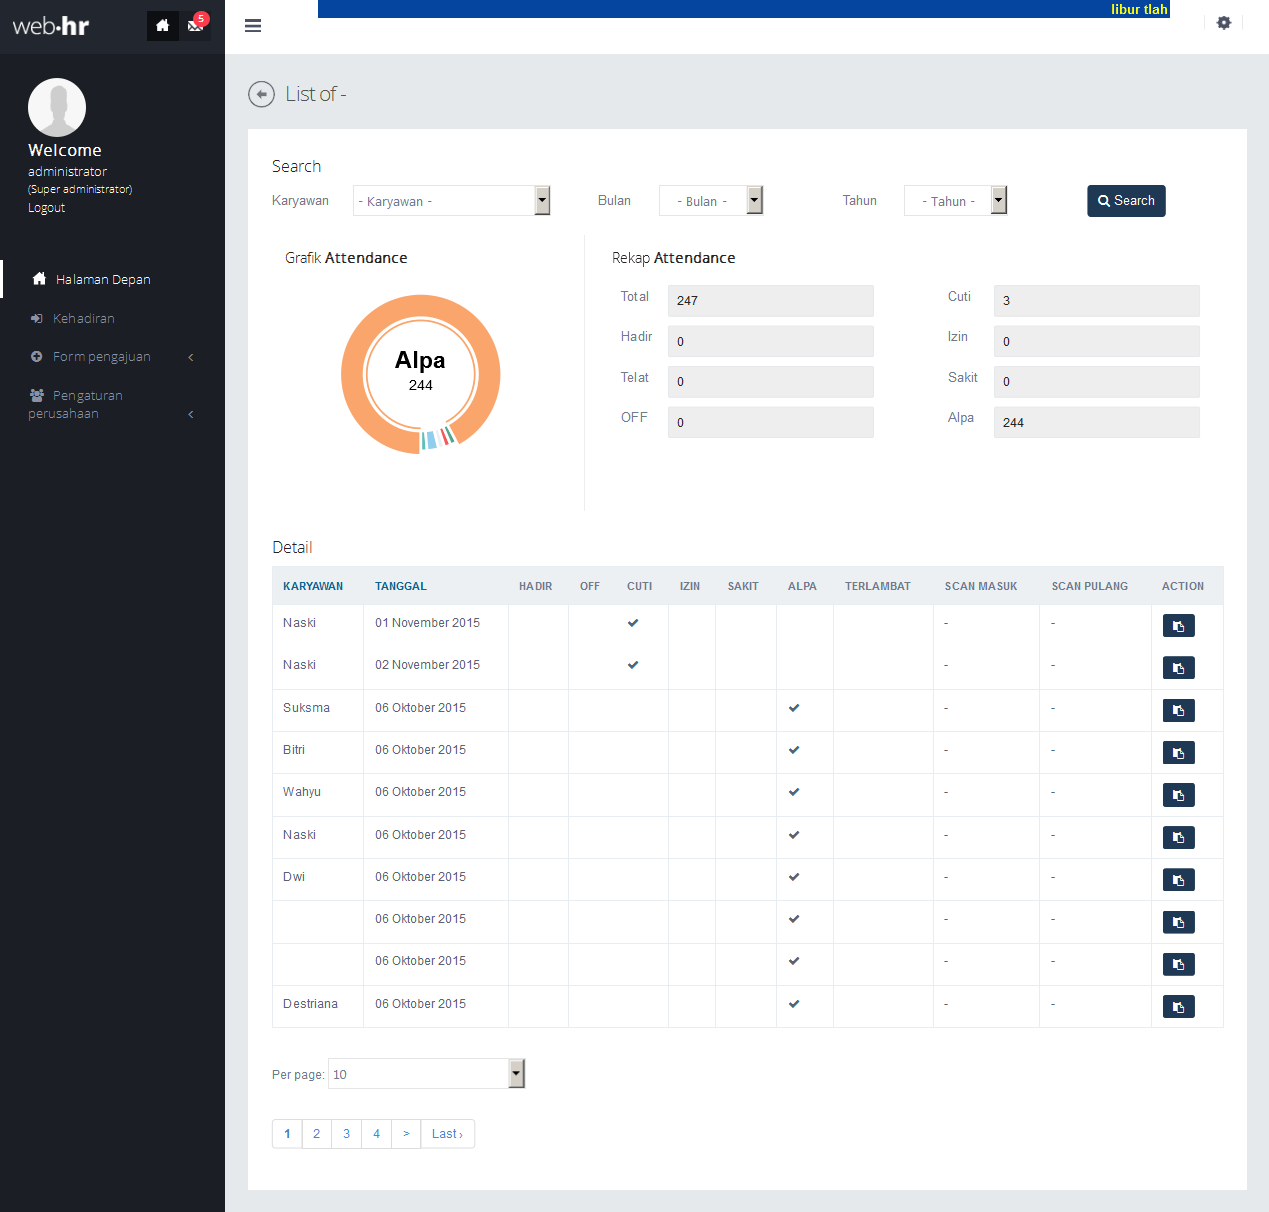 web·hr
5
libur tlah
Welcome
administrator
(Super administrator)
Logout
Halaman Depan
Kehadiran
Form pengajuan
Pengaturan
perusahaan
List of -
Search
Karyawan - Karyawan - Bulan - Bulan - Tahun - Tahun - Search
Grafik Attendance
Alpa
244
Rekap Attendance
Total 247 Cuti 3
Hadir 0 Izin 0
Telat 0 Sakit 0
OFF 0 Alpa 244
Detail
KARYAWAN TANGGAL HADIR OFF CUTI IZIN SAKIT ALPA TERLAMBAT SCAN MASUK SCAN PULANG ACTION
Naski 01 November 2015 - -
Naski 02 November 2015 - -
Suksma 06 Oktober 2015 - -
Bitri 06 Oktober 2015 - -
Wahyu 06 Oktober 2015 - -
Naski 06 Oktober 2015 - -
Dwi 06 Oktober 2015 - -
06 Oktober 2015 - -
06 Oktober 2015 - -
Destriana 06 Oktober 2015 - -
Per page: 10
1 2 3 4 > Last ›